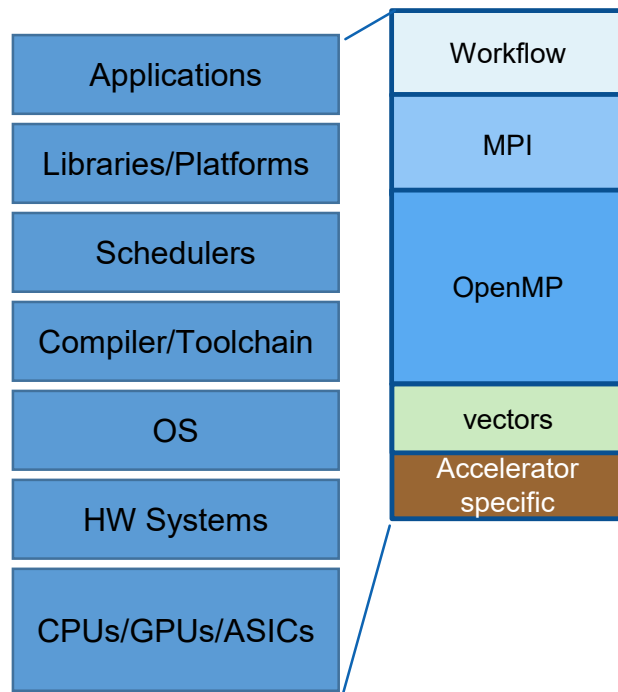 Applications
Libraries/Platforms
Schedulers
Compiler/Toolchain
OS
HW Systems
CPUs/GPUs/ASICs
Workflow
MPI
OpenMP
vectors
Accelerator
specific